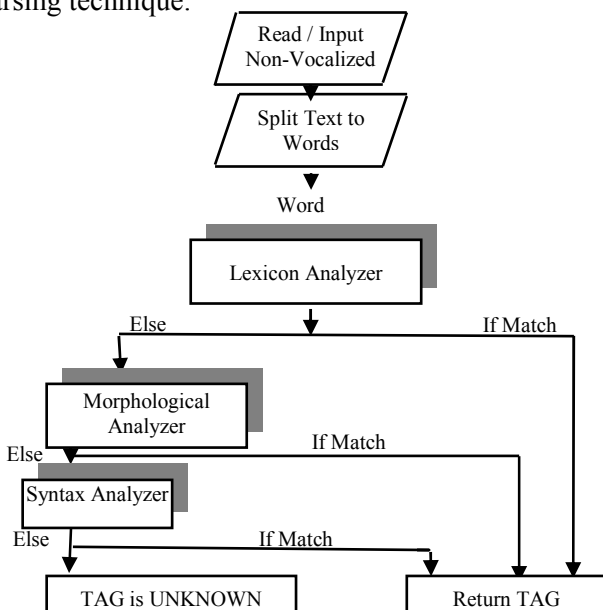 arsing technique.
Read / Input
Non-Vocalized
Split Text to
Words
Word
Lexicon Analyzer
Else
If Match
Morphological
Analyzer
If Match
Else
Syntax Analyzer
Else
If Match
TAG is UNKNOWN
Return TAG